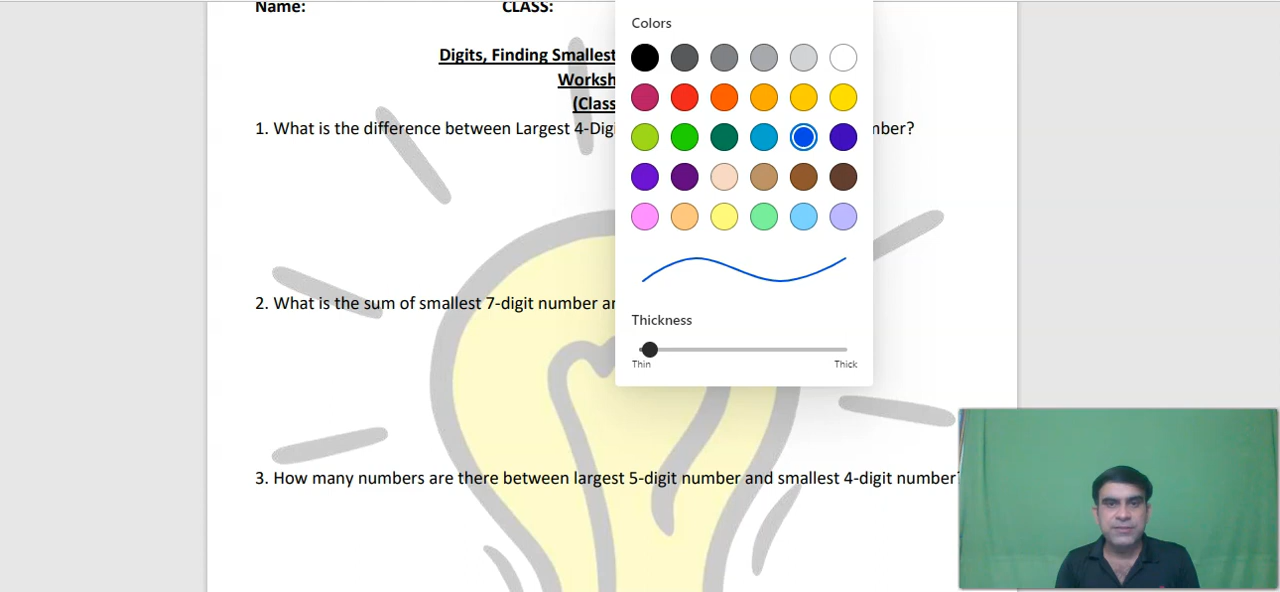 Name: CLASS:
Digits, Finding Smallest
Worksh
(Class
1. What is the difference between Largest 4-Digi mber?
2. What is the sum of smallest 7-digit number an
3. How many numbers are there between largest 5-digit number and smallest 4-digit number?
Colors
Thickness
Thin Thick